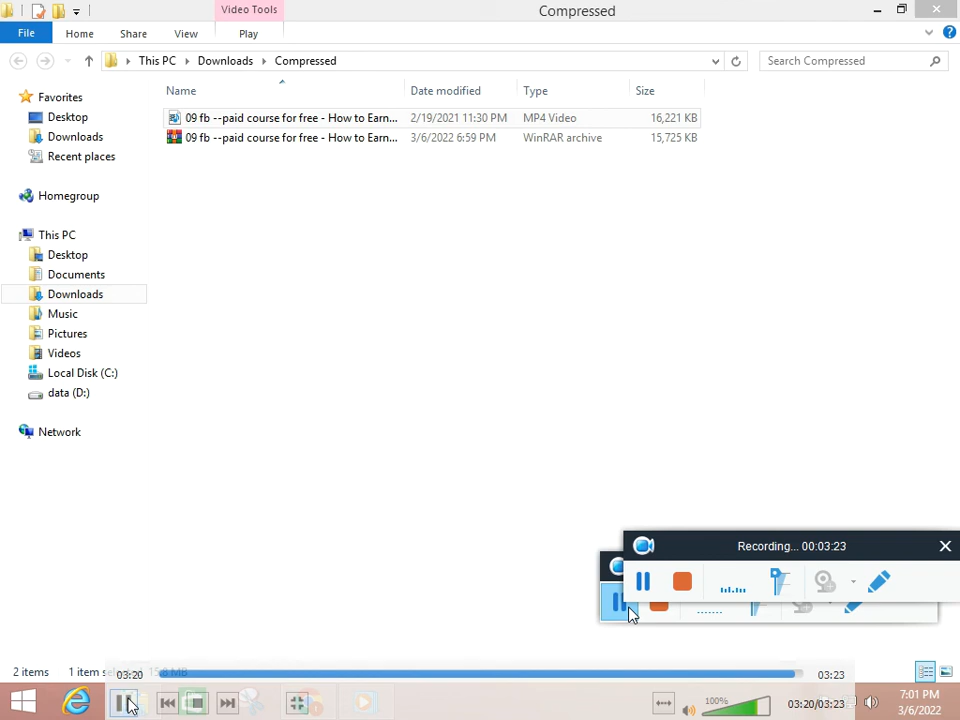 Video Tools
Compressed
File
Home
Share
View
Play
This PC
Downloads
Compressed
Search Compressed
Name
Date modified
Type
Size
09 fb --paid course for free - How to Earn...
2/19/2021 11:30 PM
MP4 Video
16,221 KB
09 fb --paid course for free - How to Earn...
3/6/2022 6:59 PM
WinRAR archive
15,725 KB
Favorites
Desktop
Downloads
Recent places
Homegroup
This PC
Desktop
Documents
Downloads
Music
Pictures
Videos
Local Disk (C:)
data (D:)
Network
Recording... 00:03:23
2 items
1 item selected 15.8 MB
03:20
03:23
100%
03:20/03:23
7:01 PM
3/6/2022